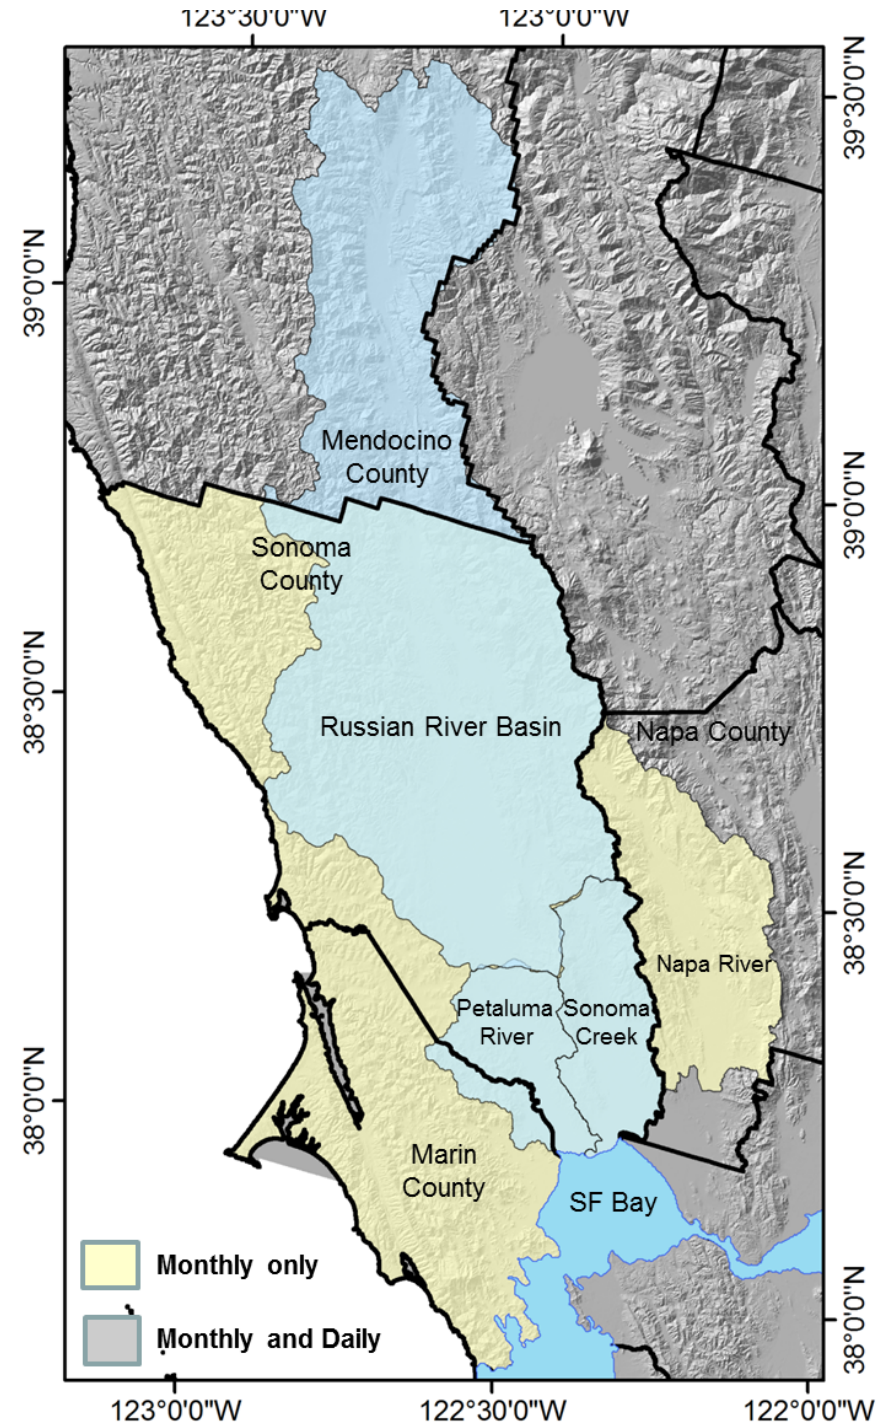 123°30'0"W 123°0'0"W
39°30'0"N
39°0'0"N
Mendocino
County
39°0'0"N
Sonoma
County
38°30'0"N
Russian River Basin
Napa County
38°30'0"N
Napa River
Petaluma
River
Sonoma
Creek
38°0'0"N
Marin
County
SF Bay
Monthly only
38°0'0"N
Monthly and Daily
123°0'0"W 122°30'0"W 122°0'0"W